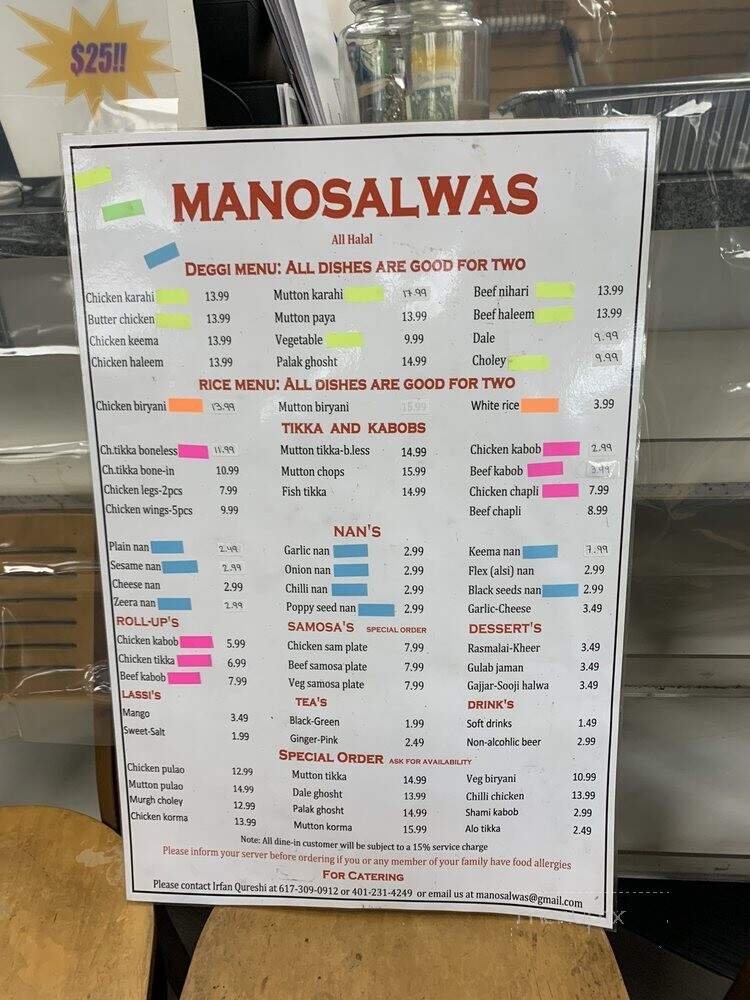 $25!!
MANOSALWAS
All Halal
DEGGI MENU: ALL DISHES ARE GOOD FOR TWO
Chicken karahi 13.99 Mutton karahi 17.99 Beef nihari 13.99
Butter chicken 13.99 Mutton paya 13.99 Beef haleem 13.99
Chicken keema 13.99 Vegetable 9.99 Dale 9.99
Chicken haleem 13.99 Palak ghosht 14.99 Choley 9.99
RICE MENU: ALL DISHES ARE GOOD FOR TWO
Chicken biryani 13.99 Mutton biryani 15.99 White rice 3.99
TIKKA AND KABOBS
Ch.tikka boneless 11.99 Mutton tikka-b.less 14.99 Chicken kabob 2.99
Ch.tikka bone-in 10.99 Mutton chops 15.99 Beef kabob 3.49
Chicken legs-2pcs 7.99 Fish tikka 14.99 Chicken chapli 7.99
Chicken wings-5pcs 9.99 Beef chapli 8.99
NAN'S
Plain nan 2.49 Garlic nan 2.99 Keema nan 7.99
Sesame nan 2.99 Onion nan 2.99 Flex (alsi) nan 2.99
Cheese nan 2.99 Chilli nan 2.99 Black seeds nan 2.99
Zeera nan 2.99 Poppy seed nan 2.99 Garlic-Cheese 3.49
ROLL-UP'S SAMOSA'S SPECIAL ORDER DESSERT'S
Chicken kabob 5.99 Chicken sam plate 7.99 Rasmalai-Kheer 3.49
Chicken tikka 6.99 Beef samosa plate 7.99 Gulab jaman 3.49
Beef kabob 7.99 Veg samosa plate 7.99 Gajjar-Sooji halwa 3.49
LASSI'S TEA'S DRINK'S
Mango 3.49 Black-Green 1.99 Soft drinks 1.49
Sweet-Salt 1.99 Ginger-Pink 2.49 Non-alcohlic beer 2.99
SPECIAL ORDER ASK FOR AVAILABILITY
Chicken pulao 12.99 Mutton tikka 14.99 Veg biryani 10.99
Mutton pulao 14.99 Dale ghosht 13.99 Chilli chicken 13.99
Murgh choley 12.99 Palak ghosht 14.99 Shami kabob 2.99
Chicken korma 13.99 Mutton korma 15.99 Alo tikka 2.49
Note: All dine-in customer will be subject to a 15% service charge
Please inform your server before ordering if you or any member of your family have food allergies
FOR CATERING
Please contact Irfan Qureshi at 617-309-0912 or 401-231-4249 or email us at manosalwas@gmail.com